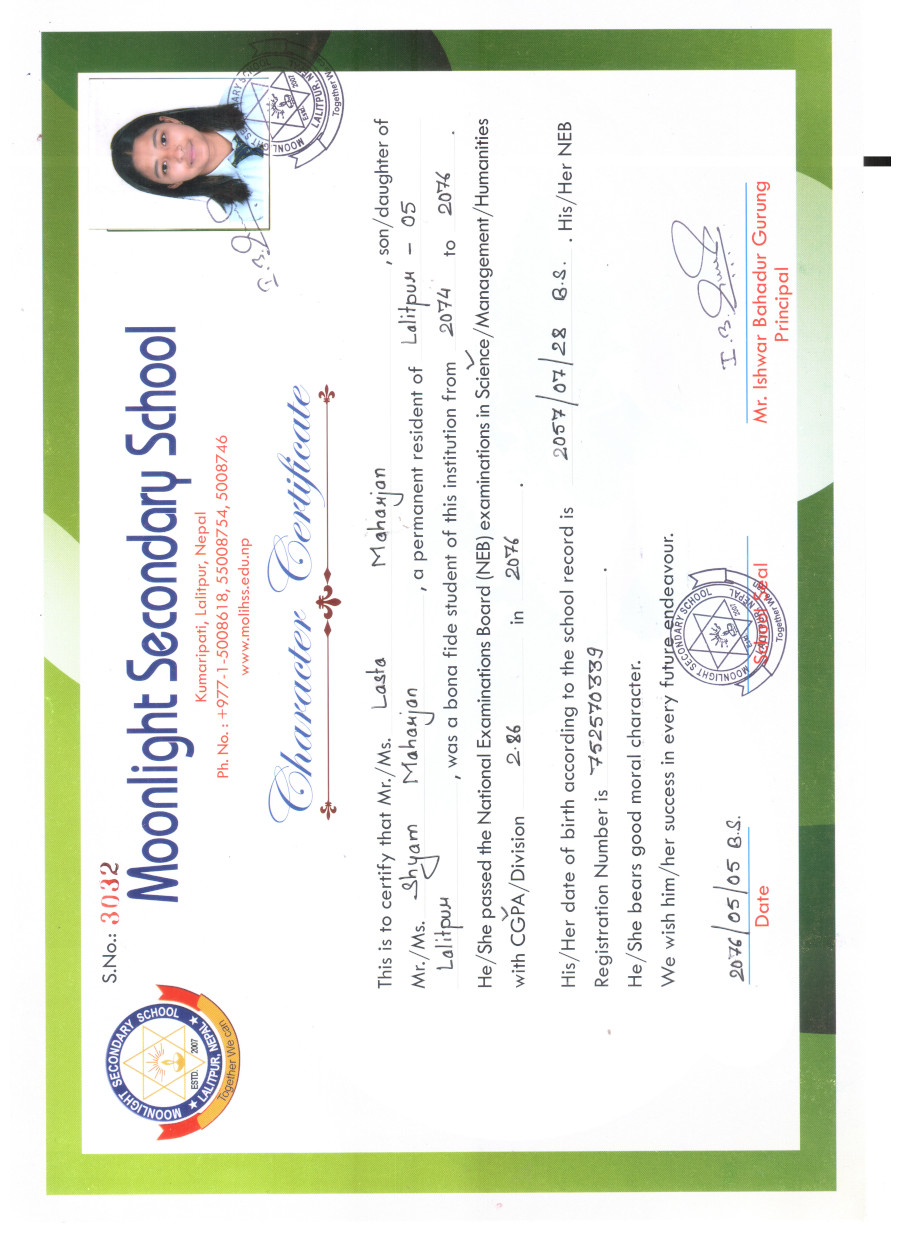 S.No.: 3032
Moonlight Secondary School
Kumaripati, Lalitpur, Nepal
Ph. No. : +977-1-5008618, 55008754, 5008746
www.molihss.edu.np
MOONLIGHT SECONDARY SCHOOL
ESTD. 2007
LALITPUR, NEPAL
Together We can
Character Certificate
This is to certify that Mr./Ms. Lasta Maharjan, son/daughter of
Mr./Ms. Shyam Maharjan, a permanent resident of Lalitpur - 05
Lalitpur, was a bona fide student of this institution from 2074 to 2076.
He/She passed the National Examinations Board (NEB) examinations in Science/Management/Humanities
with CGPA/Division 2.86 in 2076.
His/Her date of birth according to the school record is 2057/07/28 B.S. . His/Her NEB
Registration Number is 752570339.
He/She bears good moral character.
We wish him/her success in every future endeavour.
2076/05/05 B.S.
Date
MOONLIGHT SECONDARY SCHOOL
School Seal
Mr. Ishwar Bahadur Gurung
Principal